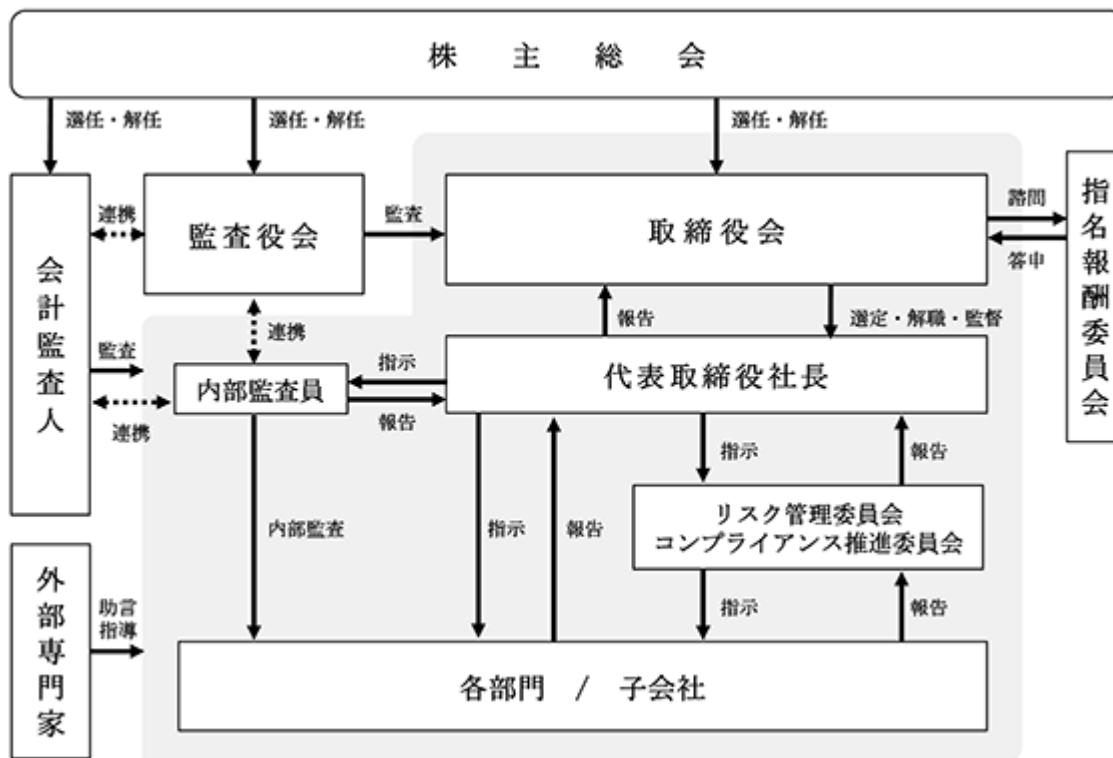 株主総会
選任・解任
選任・解任
選任・解任
会計監査人
連携
監査役会
監査
取締役会
諮問
答申
指名報酬委員会
連携
報告
選定・解職・監督
監査
連携
内部監査員
指示
報告
代表取締役社長
指示
報告
リスク管理委員会
コンプライアンス推進委員会
内部監査
指示
報告
指示
報告
外部専門家
助言
指導
各部門 / 子会社